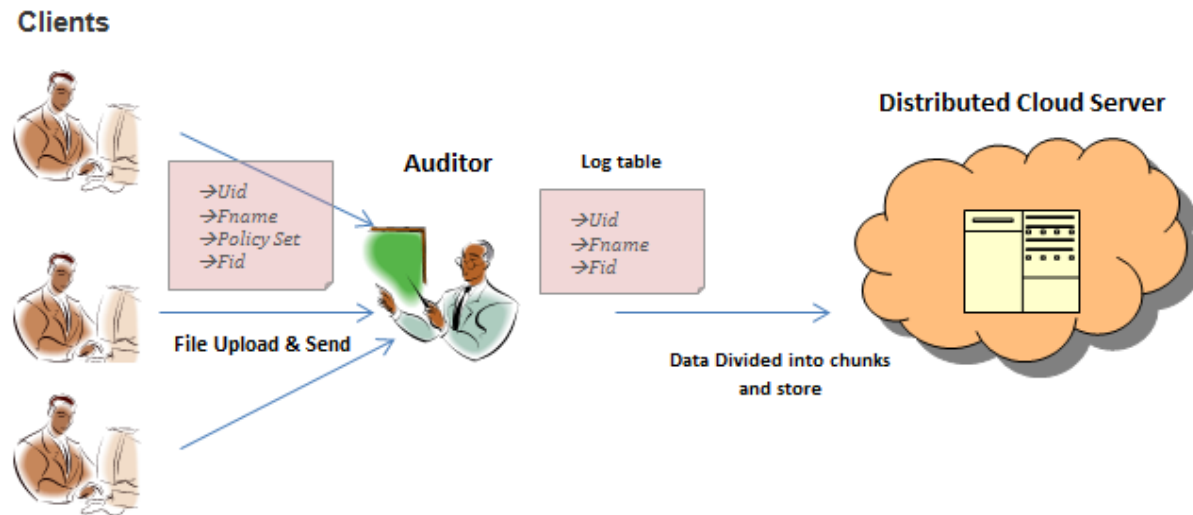 Clients
Distributed Cloud Server
Auditor
Log table
→Uid
→Fname
→Policy Set
→Fid
→Uid
→Fname
→Fid
File Upload & Send
Data Divided into chunks
and store